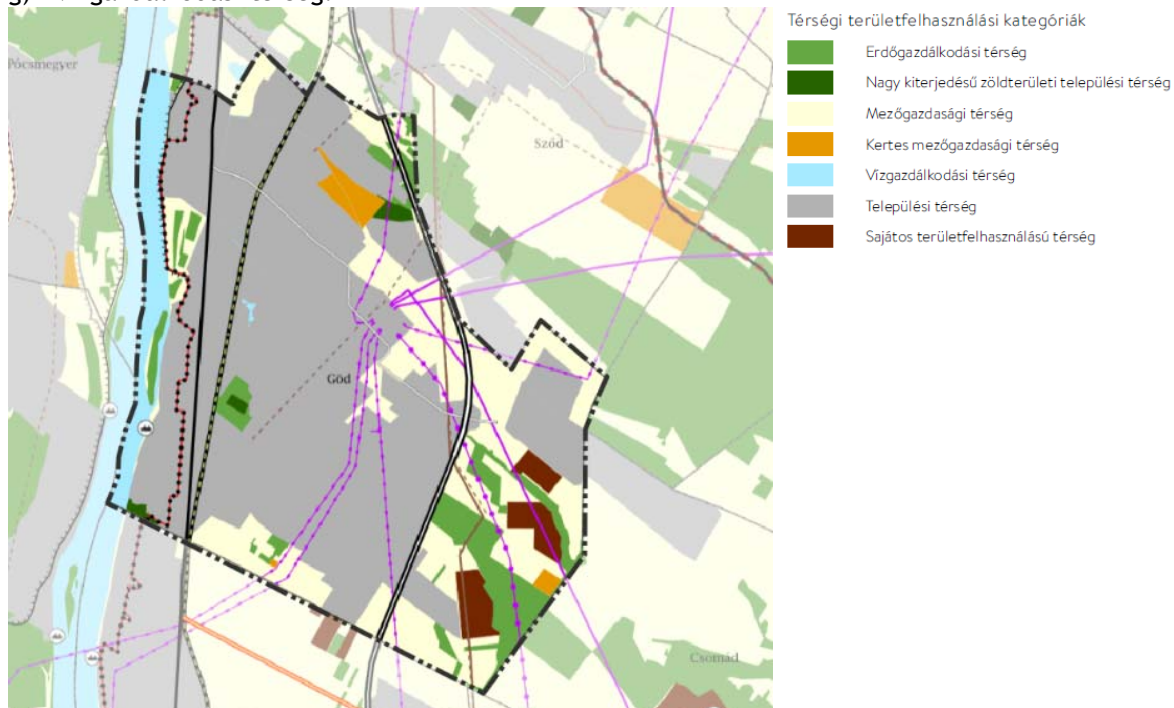 Pócsmegyer
Sződ
Göd
Csomád
Térségi területfelhasználási kategóriák
Erdőgazdálkodási térség
Nagy kiterjedésű zöldterületi települési térség
Mezőgazdasági térség
Kertes mezőgazdasági térség
Vízgazdálkodási térség
Települési térség
Sajátos területfelhasználású térség